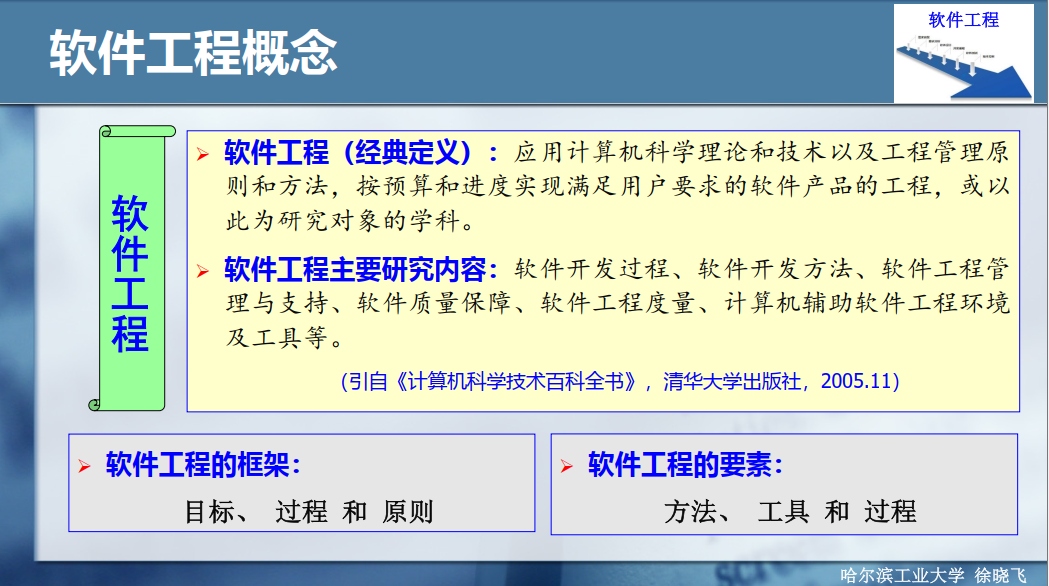 软件工程概念
软件工程
软件工程
软件工程（经典定义）：应用计算机科学理论和技术以及工程管理原
则和方法，按预算和进度实现满足用户要求的软件产品的工程，或以
此为研究对象的学科。
软件工程主要研究内容：软件开发过程、软件开发方法、软件工程管
理与支持、软件质量保障、软件工程度量、计算机辅助软件工程环境
及工具等。
（引自《计算机科学技术百科全书》，清华大学出版社，2005.11）
软件工程的框架：
目标、 过程 和 原则
软件工程的要素：
方法、 工具 和 过程
哈尔滨工业大学 徐晓飞